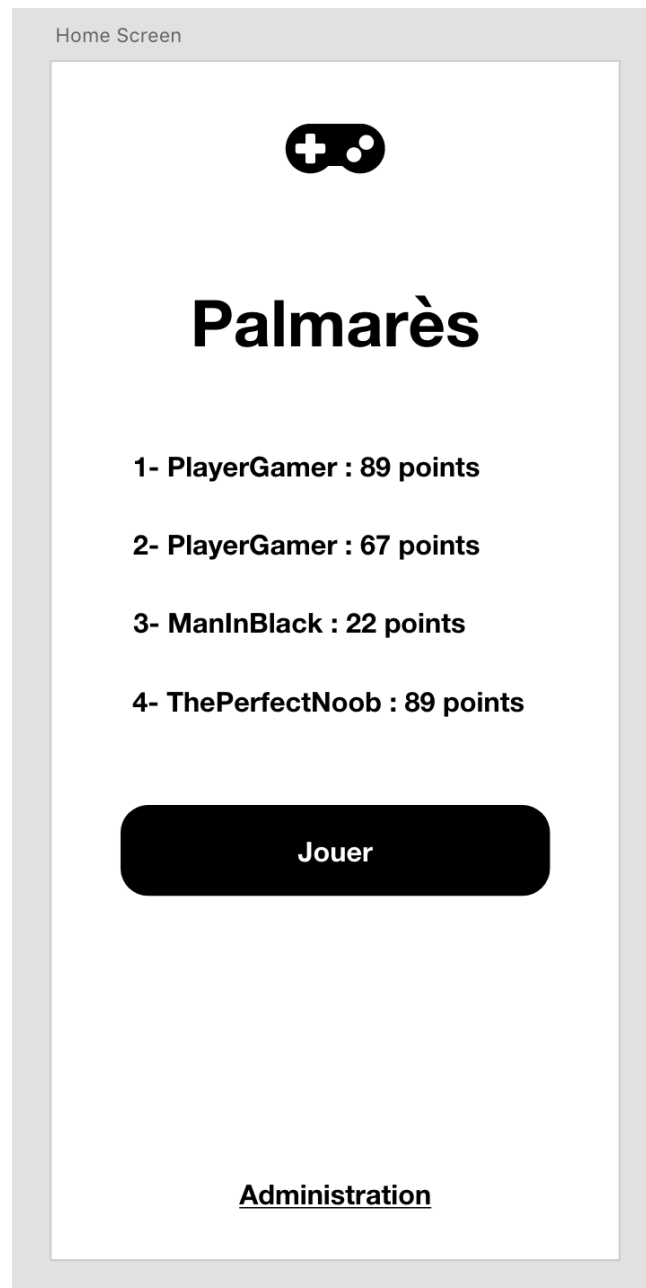 Home Screen
Palmarès
1- PlayerGamer : 89 points
2- PlayerGamer : 67 points
3- ManInBlack : 22 points
4- ThePerfectNoob : 89 points
Jouer
Administration